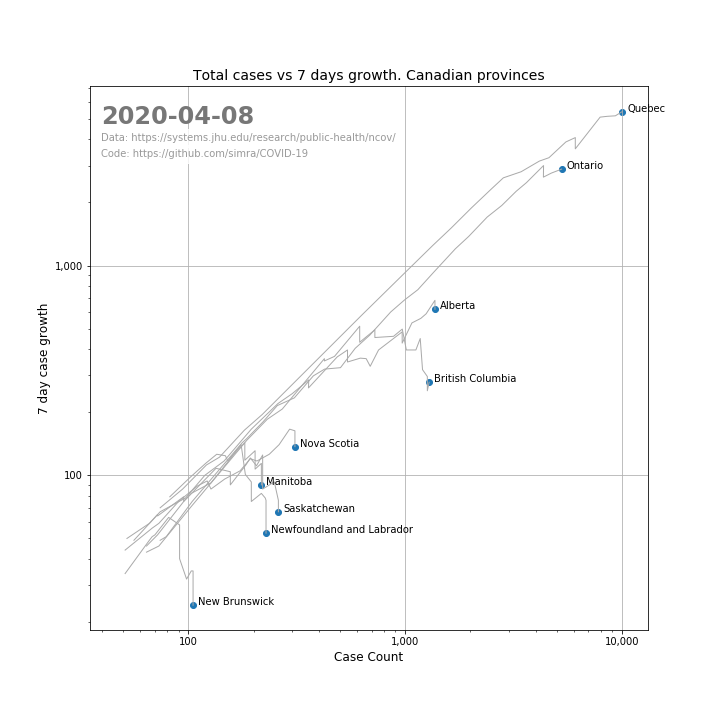 Total cases vs 7 days growth. Canadian provinces
2020-04-08
Data: https://systems.jhu.edu/research/public-health/ncov/
Code: https://github.com/simra/COVID-19
Quebec
Ontario
1,000
Alberta
7 day case growth
British Columbia
Nova Scotia
100
Manitoba
Saskatchewan
Newfoundland and Labrador
New Brunswick
100
1,000
10,000
Case Count